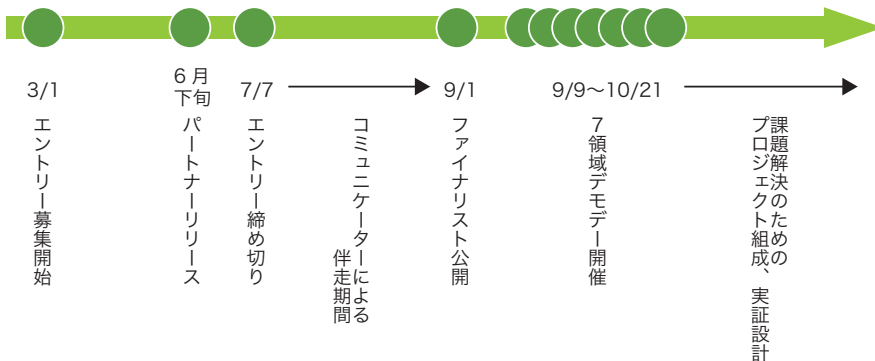 3/1
エントリー募集開始
6月
下旬
パートナーリリース
7/7
エントリー締め切り
コミュニケーターによる
伴走期間
9/1
ファイナリスト公開
9/9〜10/21
7領域デモデー開催
課題解決のための
プロジェクト組成、実証設計